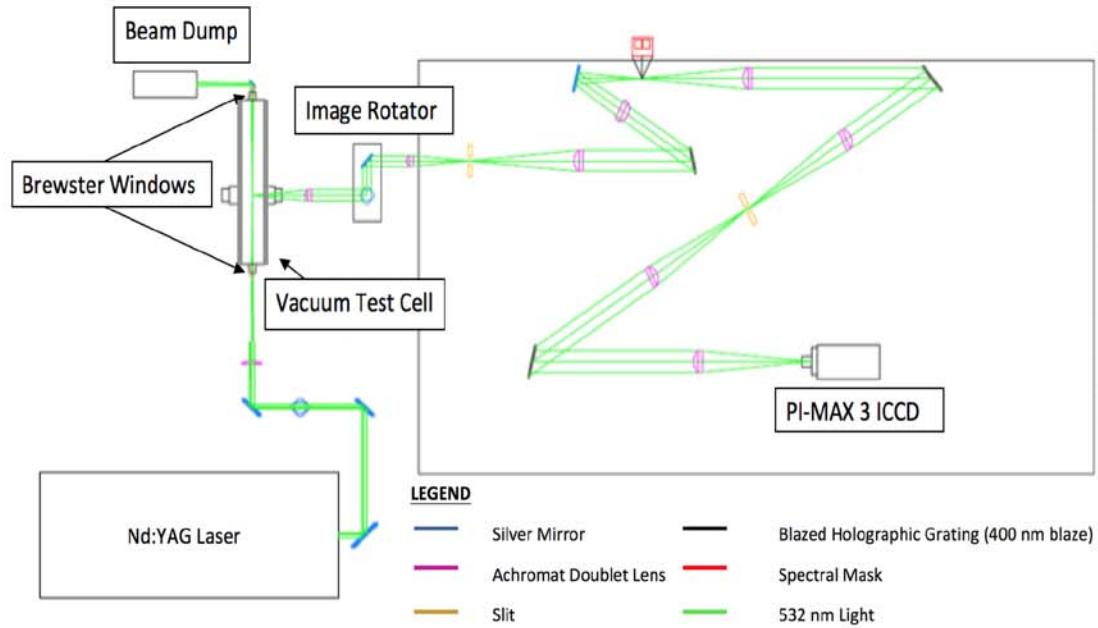 Beam Dump
Image Rotator
Brewster Windows
Vacuum Test Cell
PI-MAX 3 ICCD
Nd:YAG Laser
LEGEND
Silver Mirror
Blazed Holographic Grating (400 nm blaze)
Achromat Doublet Lens
Spectral Mask
Slit
532 nm Light